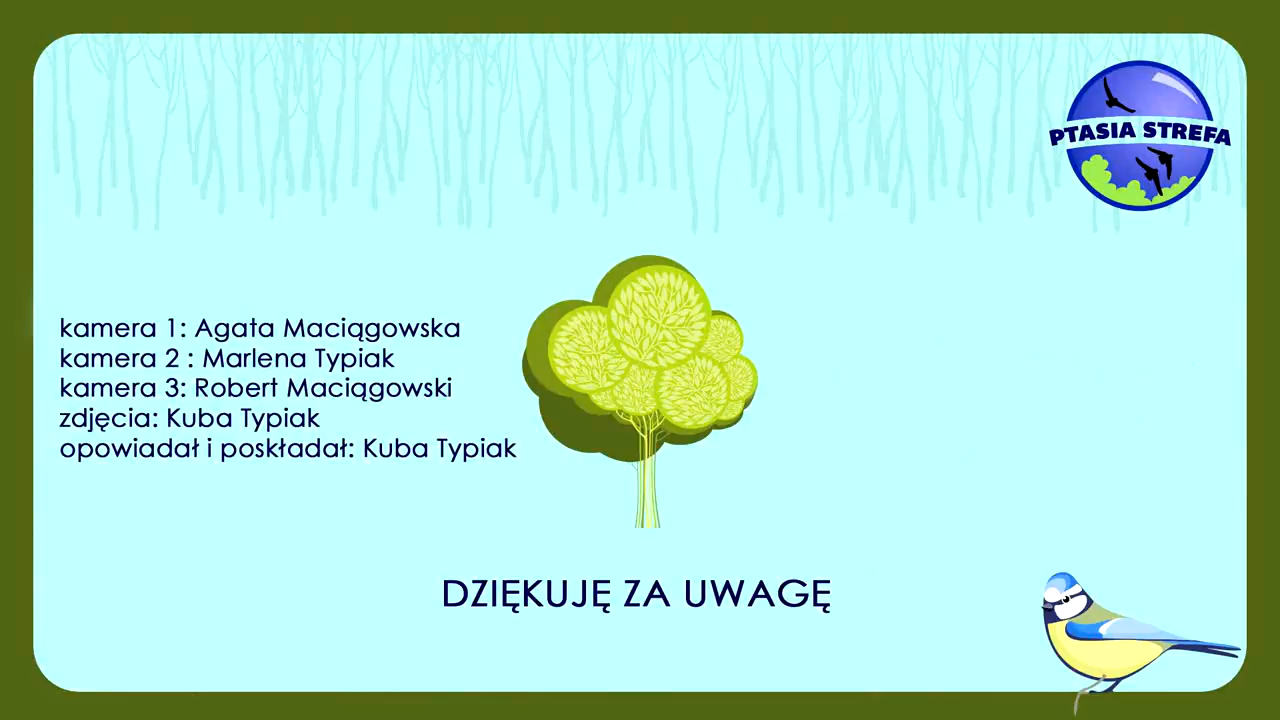 PTASIA STREFA
kamera 1: Agata Maciągowska
kamera 2 : Marlena Typiak
kamera 3: Robert Maciągowski
zdjęcia: Kuba Typiak
opowiadał i poskładał: Kuba Typiak
DZIĘKUJĘ ZA UWAGĘ